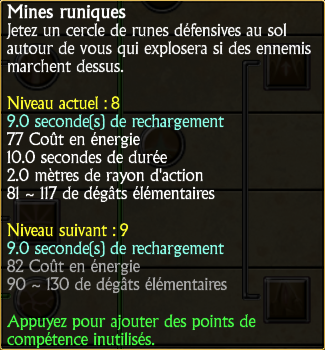 Mines runiques
Jetez un cercle de runes défensives au sol
autour de vous qui explosera si des ennemis
marchent dessus.
Niveau actuel : 8
9.0 seconde(s) de rechargement
77 Coût en énergie
10.0 secondes de durée
2.0 mètres de rayon d'action
81 ~ 117 de dégâts élémentaires
Niveau suivant : 9
9.0 seconde(s) de rechargement
82 Coût en énergie
90 ~ 130 de dégâts élémentaires
Appuyez pour ajouter des points de
compétence inutilisés.